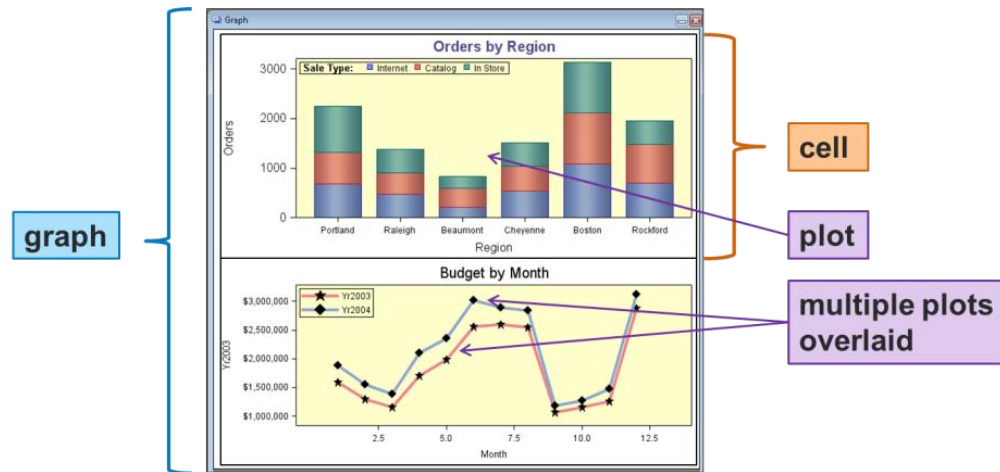 Graph
Orders by Region
Sale Type: Internet Catalog In Store
3000
2000
1000
0
Orders
Portland Raleigh Beaumont Cheyenne Boston Rockford
Region
Budget by Month
Yr2003
Yr2004
$3,000,000
$2,500,000
$2,000,000
$1,500,000
$1,000,000
Yr2003
2.5 5.0 7.5 10.0 12.5
Month
graph
cell
plot
multiple plots
overlaid